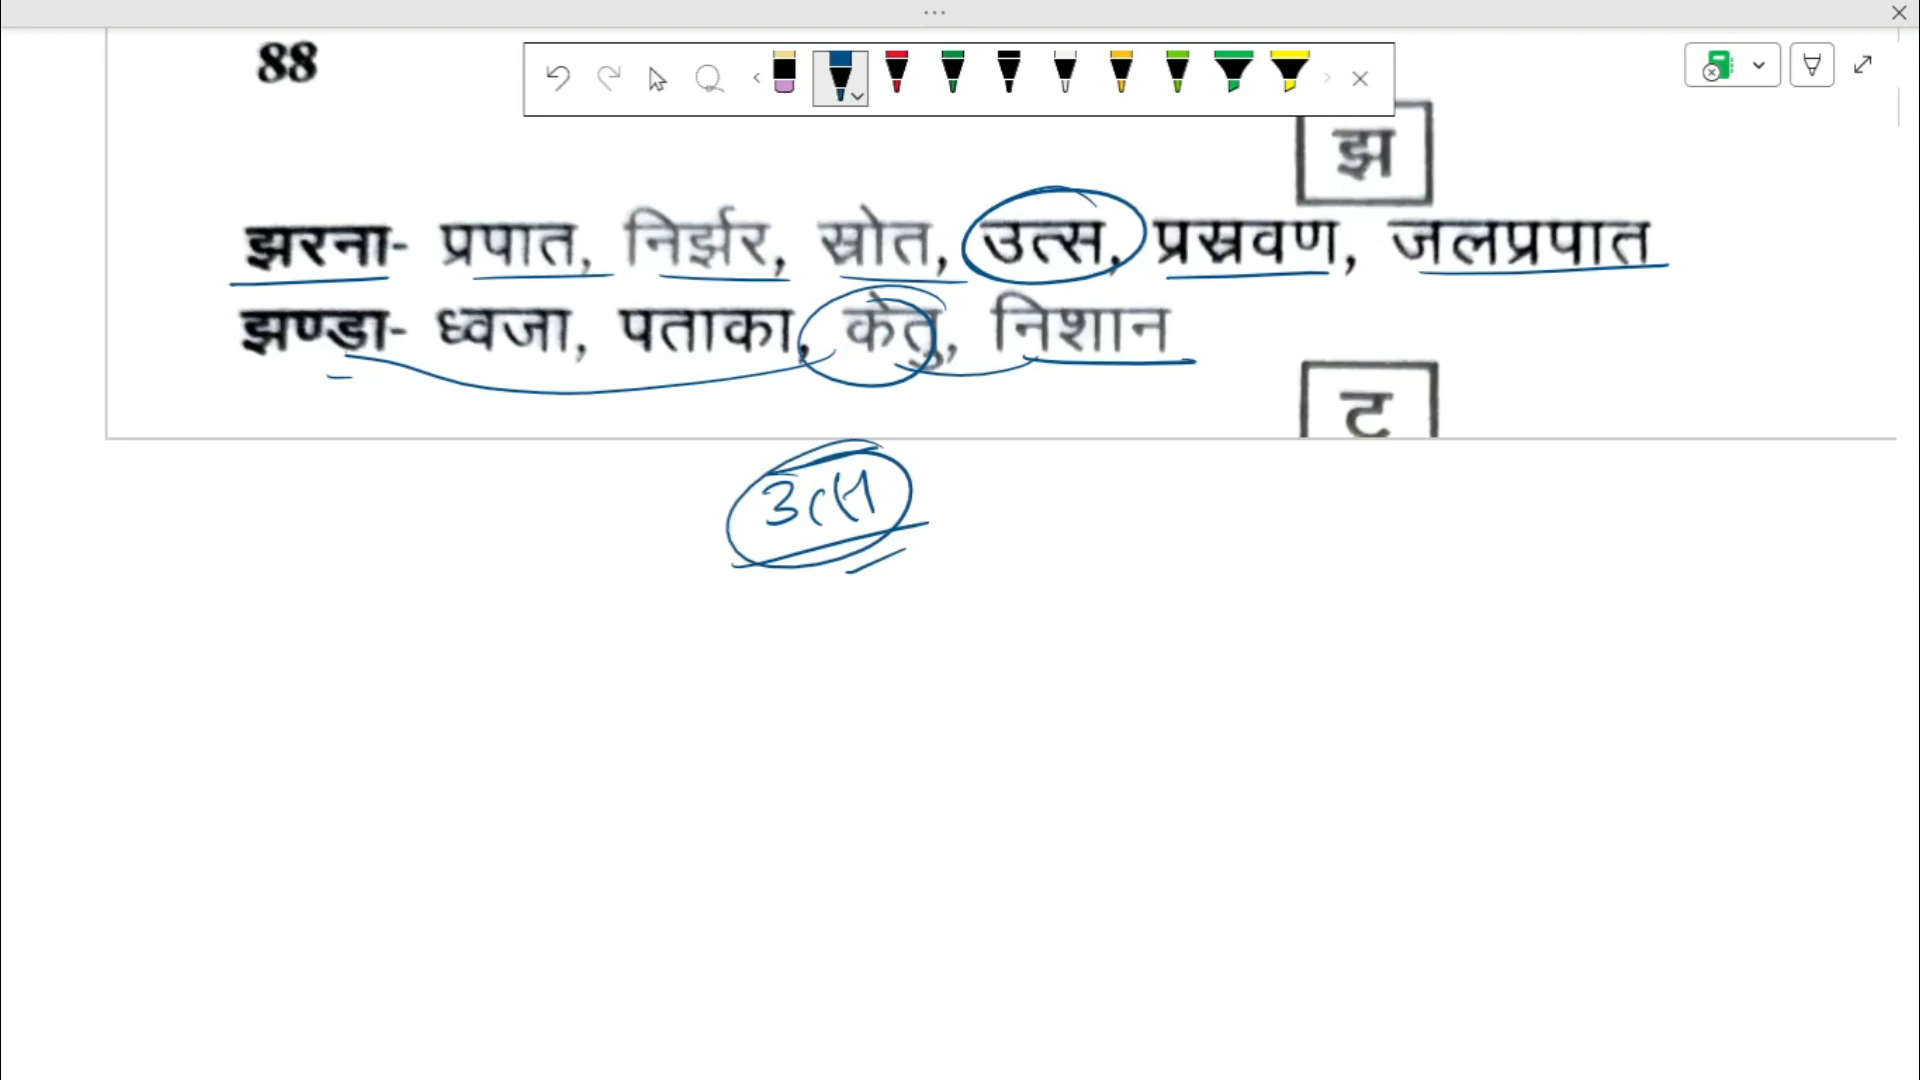 88
झ
झरना- प्रपात, निर्झर, स्रोत, उत्स, प्रस्रवण, जलप्रपात
झण्डा- ध्वजा, पताका, केतु, निशान
ट
उत्स